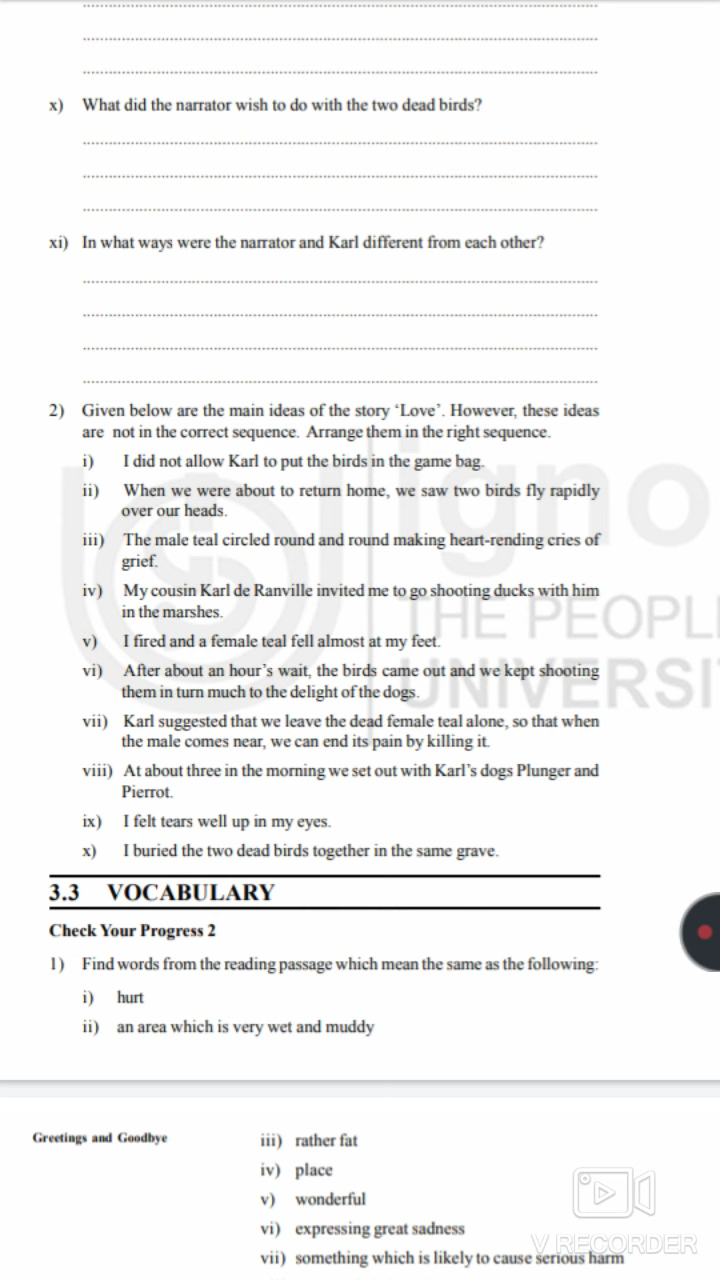 x) What did the narrator wish to do with the two dead birds?
xi) In what ways were the narrator and Karl different from each other?
2) Given below are the main ideas of the story ‘Love’. However, these ideas
are not in the correct sequence. Arrange them in the right sequence.
i) I did not allow Karl to put the birds in the game bag.
ii) When we were about to return home, we saw two birds fly rapidly
over our heads.
iii) The male teal circled round and round making heart-rending cries of
grief.
iv) My cousin Karl de Ranville invited me to go shooting ducks with him
in the marshes.
v) I fired and a female teal fell almost at my feet.
vi) After about an hour’s wait, the birds came out and we kept shooting
them in turn much to the delight of the dogs.
vii) Karl suggested that we leave the dead female teal alone, so that when
the male comes near, we can end its pain by killing it.
viii) At about three in the morning we set out with Karl’s dogs Plunger and
Pierrot.
ix) I felt tears well up in my eyes.
x) I buried the two dead birds together in the same grave.
igno
THE PEOPL
UNIVERSI
3.3 VOCABULARY
Check Your Progress 2
1) Find words from the reading passage which mean the same as the following:
i) hurt
ii) an area which is very wet and muddy
Greetings and Goodbye
iii) rather fat
iv) place
v) wonderful
vi) expressing great sadness
vii) something which is likely to cause serious harm
V RECORDER